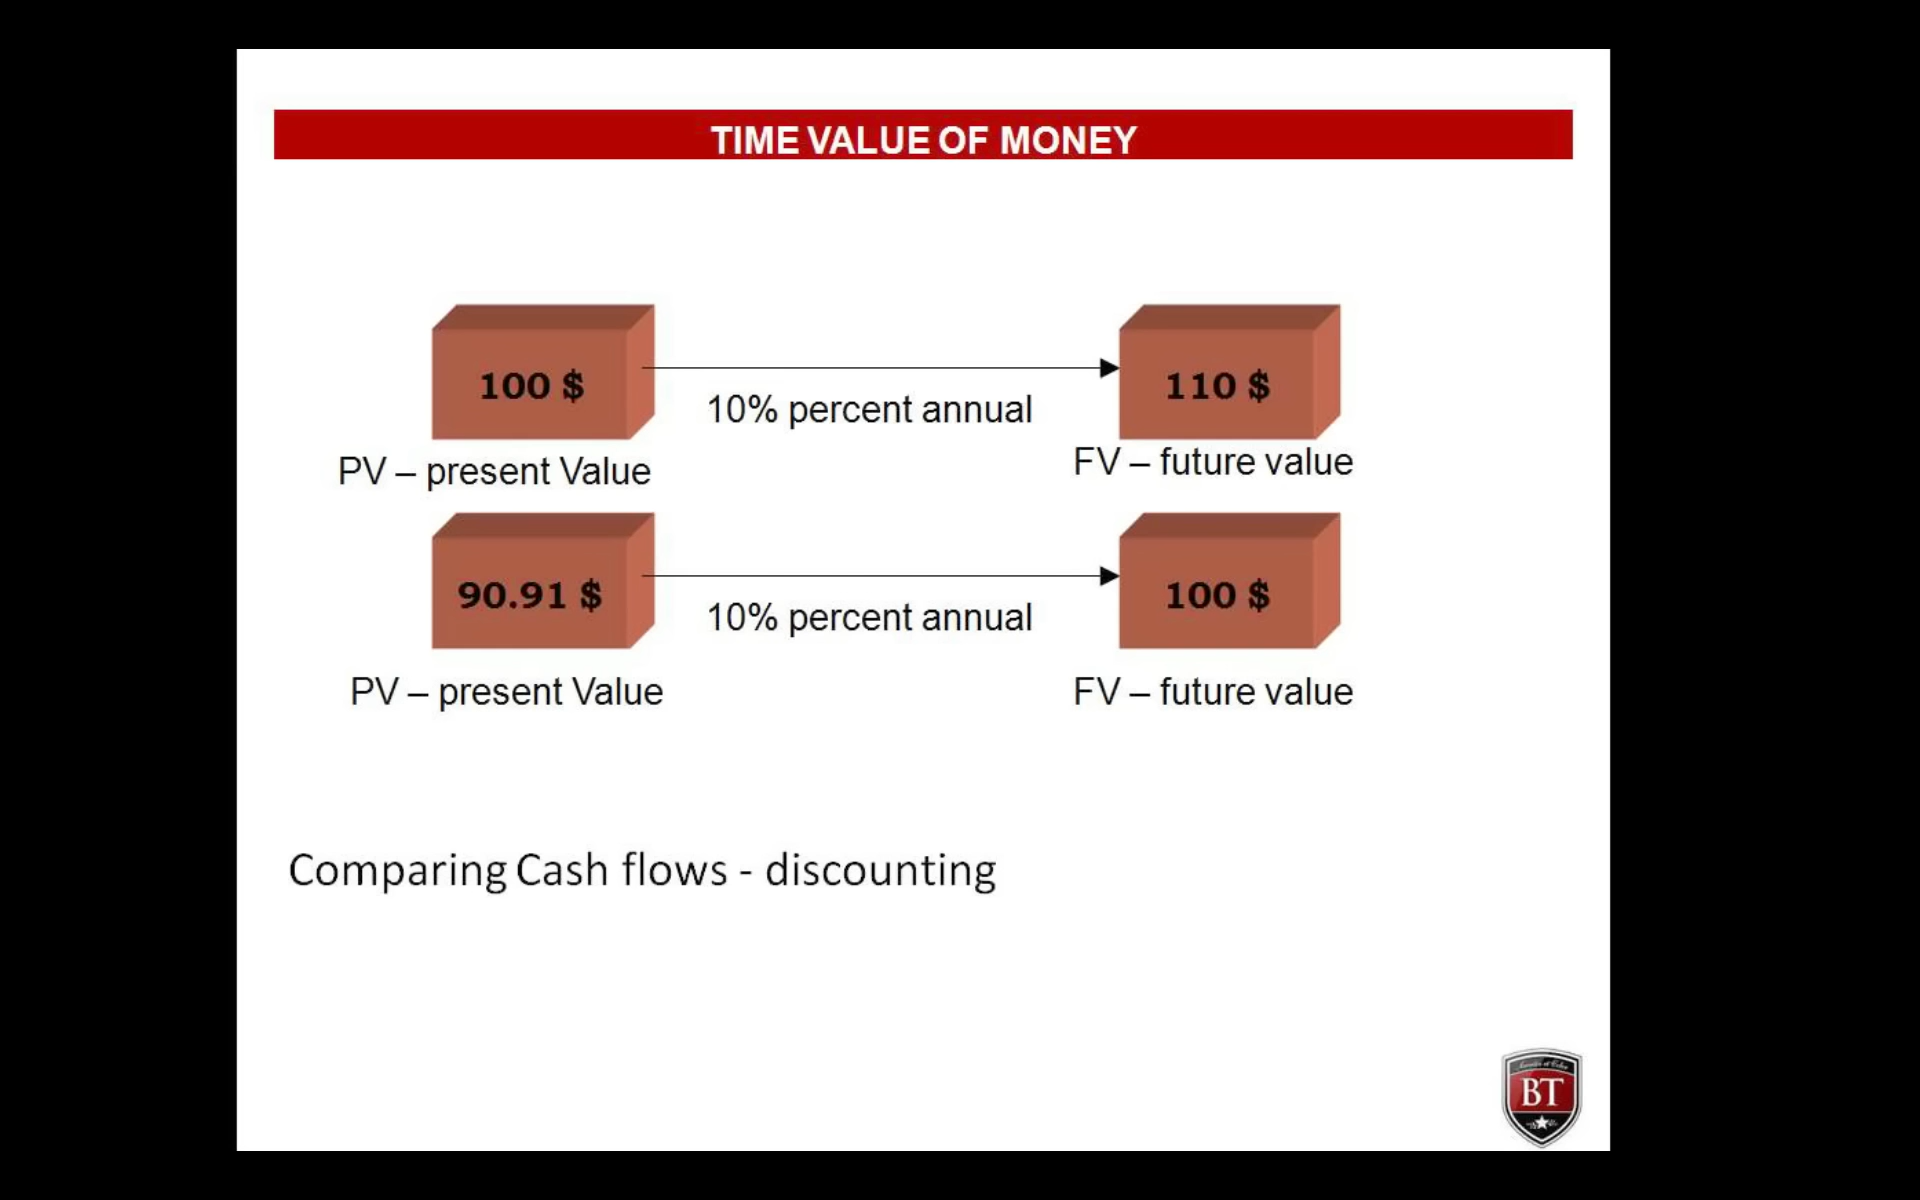 TIME VALUE OF MONEY
100 $
110 $
10% percent annual
PV – present Value
FV – future value
90.91 $
100 $
10% percent annual
PV – present Value
FV – future value
Comparing Cash flows - discounting
BT